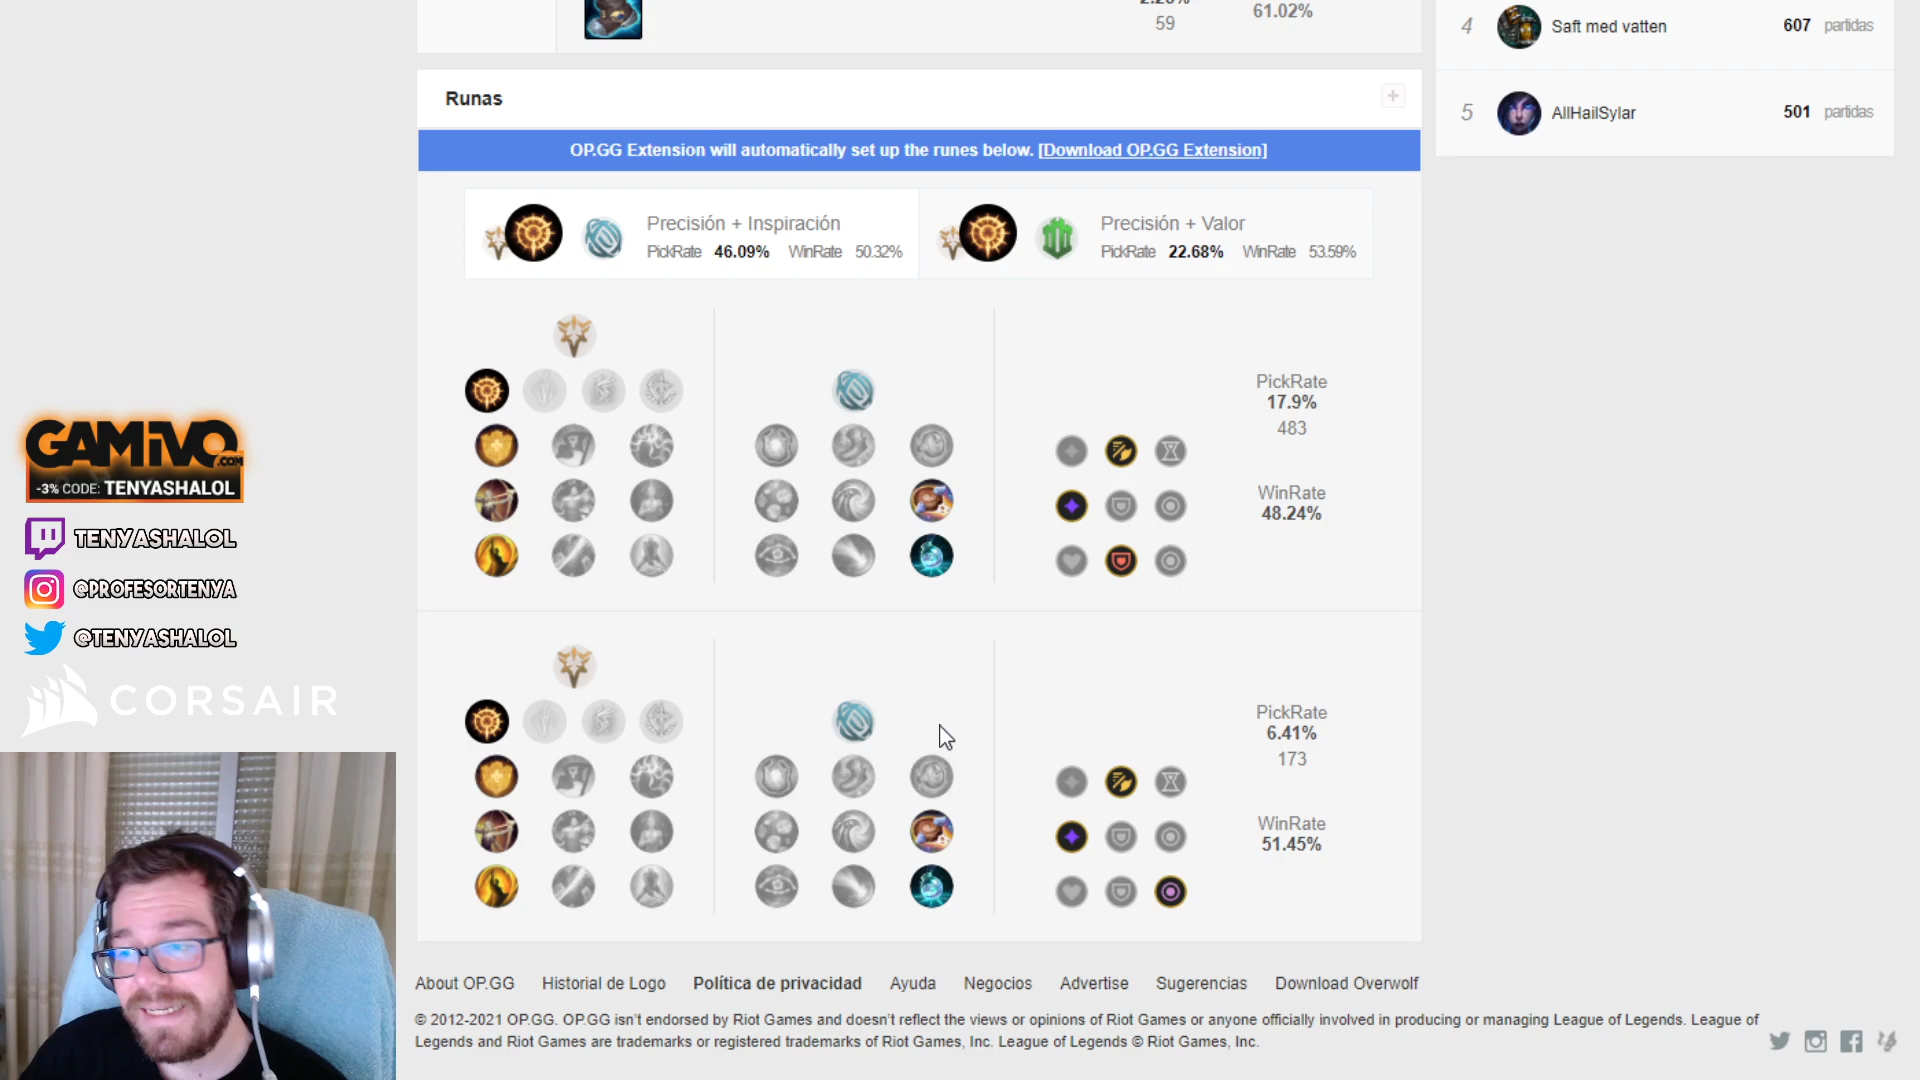 59
61.02%
4 Saft med vatten 607 partidas
5 AllHailSylar 501 partidas
Runas
+
OP.GG Extension will automatically set up the runes below. [Download OP.GG Extension]
Precisión + Inspiración
PickRate 46.09% WinRate 50.32%
Precisión + Valor
PickRate 22.68% WinRate 53.59%
PickRate
17.9%
483
WinRate
48.24%
PickRate
6.41%
173
WinRate
51.45%
GAMIVO.COM
-3% CODE: TENYASHALOL
TENYASHALOL
@PROFESORTENYA
@TENYASHALOL
CORSAIR
About OP.GG Historial de Logo Política de privacidad Ayuda Negocios Advertise Sugerencias Download Overwolf
© 2012-2021 OP.GG. OP.GG isn't endorsed by Riot Games and doesn't reflect the views or opinions of Riot Games or anyone officially involved in producing or managing League of Legends. League of
Legends and Riot Games are trademarks or registered trademarks of Riot Games, Inc. League of Legends © Riot Games, Inc.